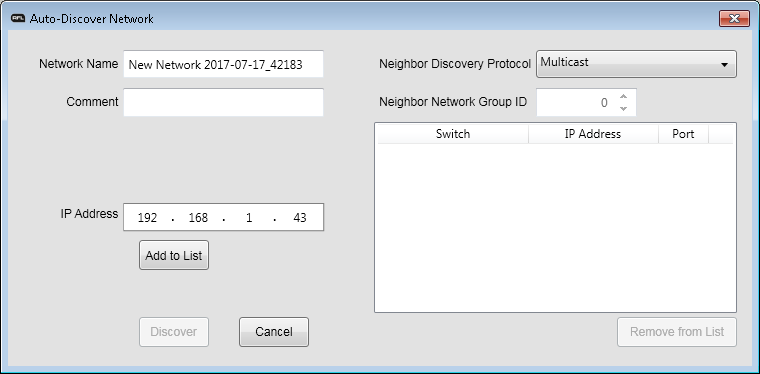 AFL Auto-Discover Network
Network Name New Network 2017-07-17_42183
Neighbor Discovery Protocol Multicast
Comment
Neighbor Network Group ID 0
Switch IP Address Port
IP Address 192 . 168 . 1 . 43
Add to List
Discover Cancel
Remove from List